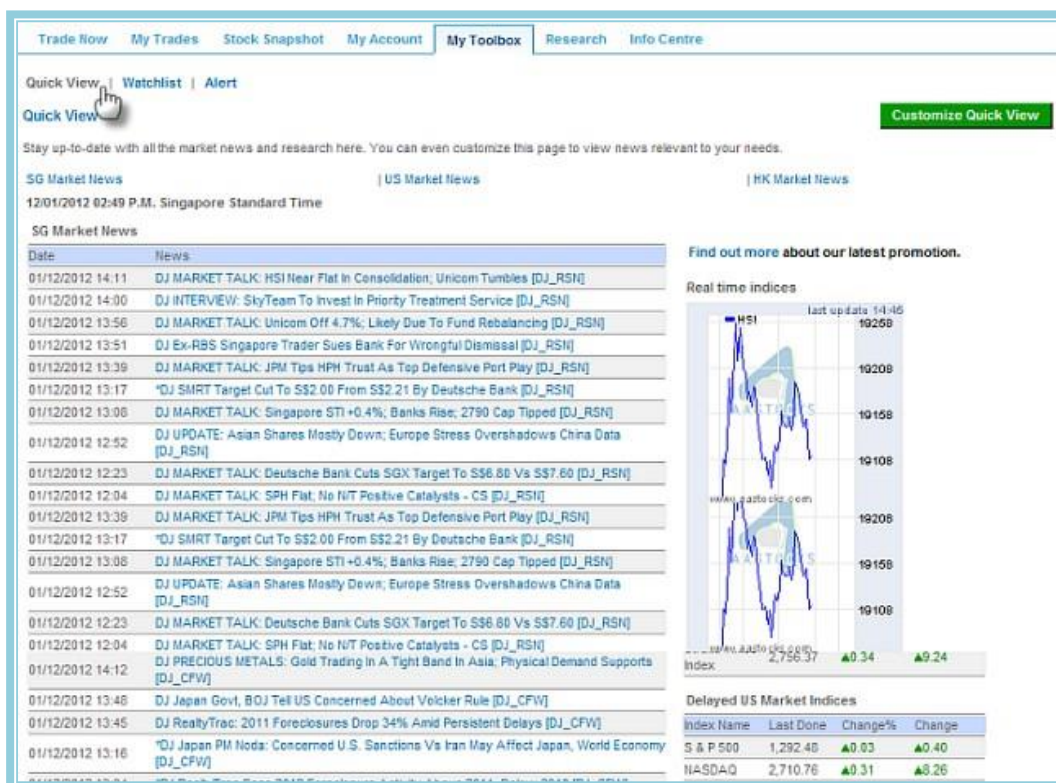 Trade Now My Trades Stock Snapshot My Account My Toolbox Research Info Centre
Quick View | Watchlist | Alert
Quick View
Customize Quick View
Stay up-to-date with all the market news and research here. You can even customize this page to view news relevant to your needs.
SG Market News | US Market News | HK Market News
12/01/2012 02:49 P.M. Singapore Standard Time
SG Market News
Date News
01/12/2012 14:11 DJ MARKET TALK: HSI Near Flat In Consolidation; Unicom Tumbles [DJ_RSN]
01/12/2012 14:00 DJ INTERVIEW: SkyTeam To Invest In Priority Treatment Service [DJ_RSN]
01/12/2012 13:56 DJ MARKET TALK: Unicom Off 4.7%; Likely Due To Fund Rebalancing [DJ_RSN]
01/12/2012 13:51 DJ Ex-RBS Singapore Trader Sues Bank For Wrongful Dismissal [DJ_RSN]
01/12/2012 13:39 DJ MARKET TALK: JPM Tips HPH Trust As Top Defensive Port Play [DJ_RSN]
01/12/2012 13:17 *DJ SMRT Target Cut To S$2.00 From S$2.21 By Deutsche Bank [DJ_RSN]
01/12/2012 13:08 DJ MARKET TALK: Singapore STI +0.4%; Banks Rise; 2790 Cap Tipped [DJ_RSN]
01/12/2012 12:52 DJ UPDATE: Asian Shares Mostly Down; Europe Stress Overshadows China Data
[DJ_RSN]
01/12/2012 12:23 DJ MARKET TALK: Deutsche Bank Cuts SGX Target To S$6.80 Vs S$7.60 [DJ_RSN]
01/12/2012 12:04 DJ MARKET TALK: SPH Flat; No N/T Positive Catalysts - CS [DJ_RSN]
01/12/2012 13:39 DJ MARKET TALK: JPM Tips HPH Trust As Top Defensive Port Play [DJ_RSN]
01/12/2012 13:17 *DJ SMRT Target Cut To S$2.00 From S$2.21 By Deutsche Bank [DJ_RSN]
01/12/2012 13:08 DJ MARKET TALK: Singapore STI +0.4%; Banks Rise; 2790 Cap Tipped [DJ_RSN]
01/12/2012 12:52 DJ UPDATE: Asian Shares Mostly Down; Europe Stress Overshadows China Data
[DJ_RSN]
01/12/2012 12:23 DJ MARKET TALK: Deutsche Bank Cuts SGX Target To S$6.80 Vs S$7.60 [DJ_RSN]
01/12/2012 12:04 DJ MARKET TALK: SPH Flat; No N/T Positive Catalysts - CS [DJ_RSN]
01/12/2012 14:12 DJ PRECIOUS METALS: Gold Trading In A Tight Band In Asia; Physical Demand Supports
[DJ_CFW]
01/12/2012 13:48 DJ Japan Govt, BOJ Tell US Concerned About Volcker Rule [DJ_CFW]
01/12/2012 13:45 DJ RealtyTrac: 2011 Foreclosures Drop 34% Amid Persistent Delays [DJ_CFW]
01/12/2012 13:16 *DJ Japan PM Noda: Concerned U.S. Sanctions Vs Iran May Affect Japan, World Economy
[DJ_CFW]
Find out more about our latest promotion.
Real time indices
last update 14:46
HSI
19258
19208
19158
AASTOCKS
19108
www.aastocks.com
19208
19158
AASTOCKS
19108
www.aastocks.com
Index 2,756.37 ▲0.34 ▲9.24
Delayed US Market Indices
Index Name Last Done Change% Change
S & P 500 1,292.48 ▲0.03 ▲0.40
NASDAQ 2,710.76 ▲0.31 ▲8.26